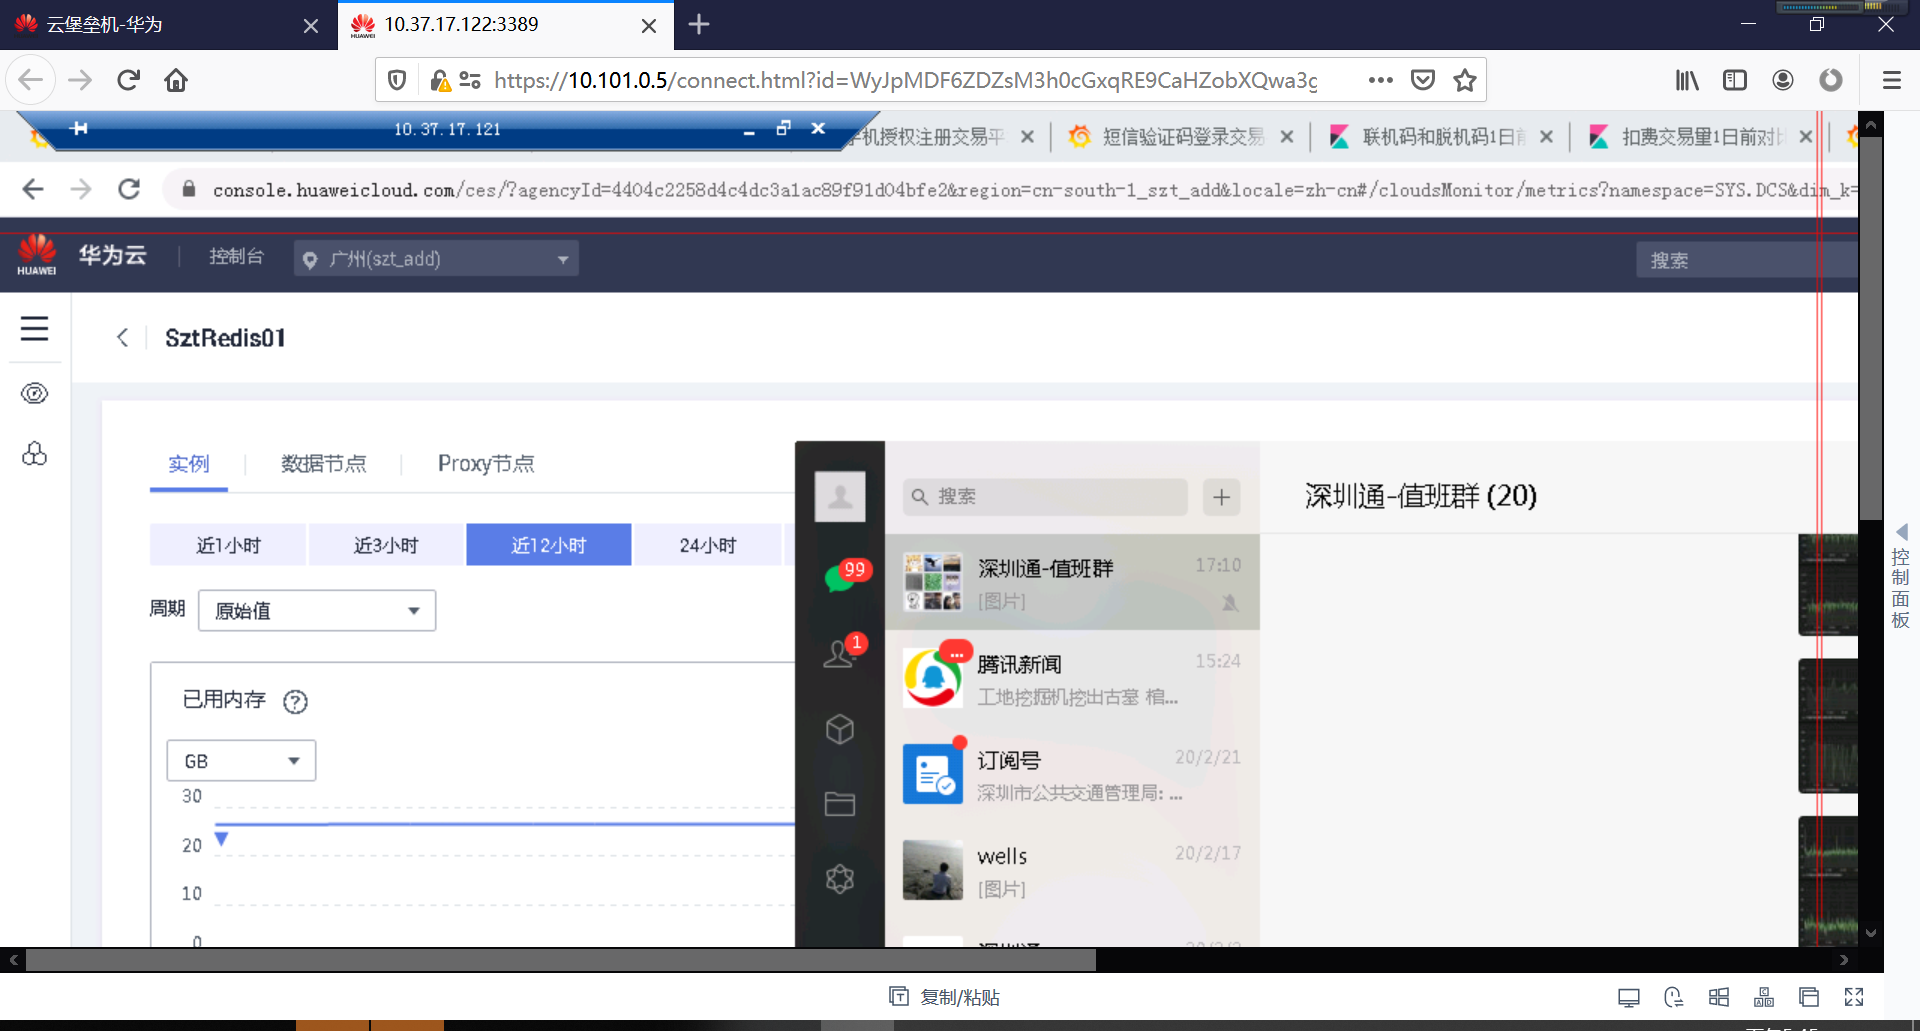 云堡垒机-华为
10.37.17.122:3389
https://10.101.0.5/connect.html?id=WyJpMDF6ZDZsM3h0cGxqRE9CaHZobXQwa3g
10.37.17.121
机授权注册交易平
短信验证码登录交易
联机码和脱机码1日前
扣费交易量1日前对比
console.huaweicloud.com/ces/?agencyId=4404c2258d4c4dc3a1ac89f91d04bfe2&region=cn-south-1_szt_add&locale=zh-cn#/cloudsMonitor/metrics?namespace=SYS.DCS&dim_k=
HUAWEI
华为云
控制台
广州(szt_add)
搜索
SztRedis01
实例
数据节点
Proxy节点
近1小时
近3小时
近12小时
24小时
周期
原始值
已用内存
GB
30
20
10
0
99
1
搜索
深圳通-值班群 (20)
深圳通-值班群
17:10
[图片]
腾讯新闻
15:24
工地挖掘机挖出古墓 棺...
订阅号
20/2/21
深圳市公共交通管理局: ...
wells
20/2/17
[图片]
控制面板
复制/粘贴